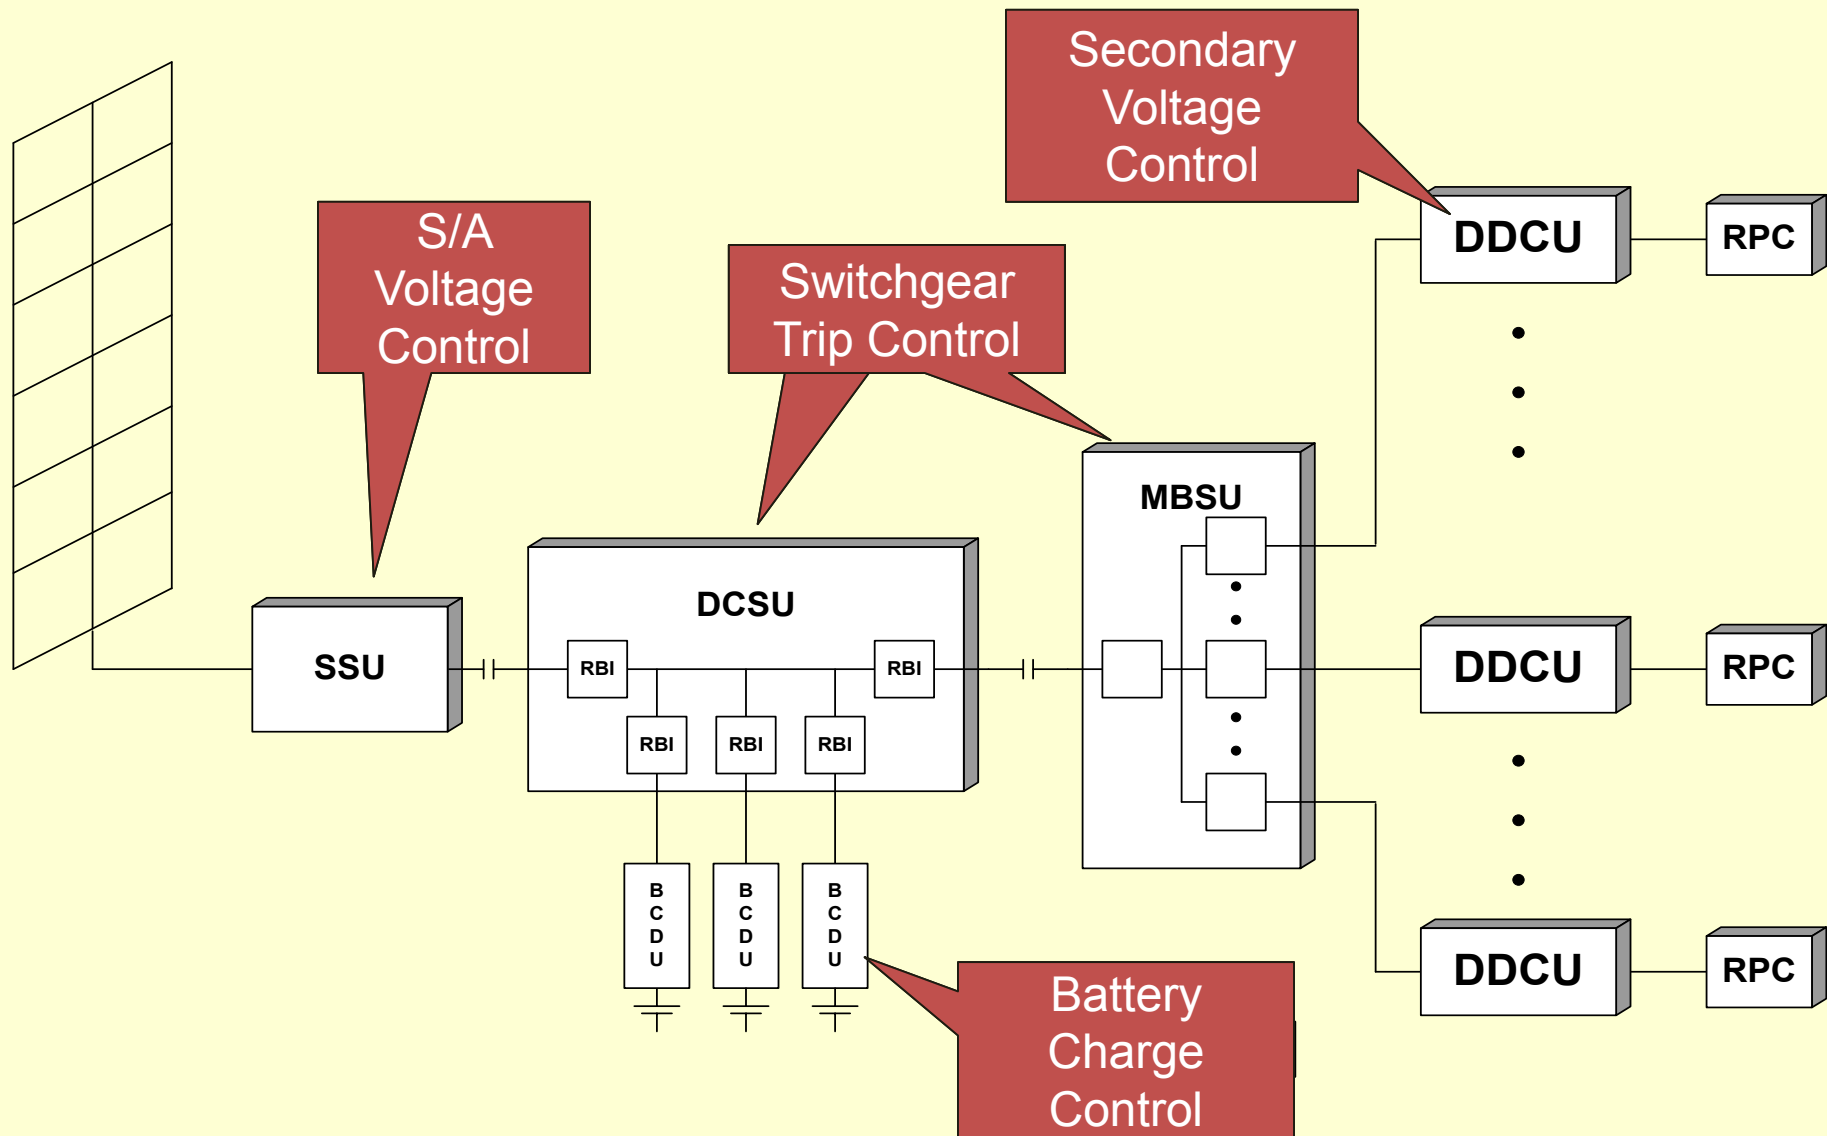 Secondary
Voltage
Control
S/A
Voltage
Control
Switchgear
Trip Control
DDCU
RPC
MBSU
DCSU
SSU
RBI
RBI
DDCU
RPC
RBI
RBI
RBI
B
C
D
U
B
C
D
U
B
C
D
U
DDCU
RPC
Battery
Charge
Control